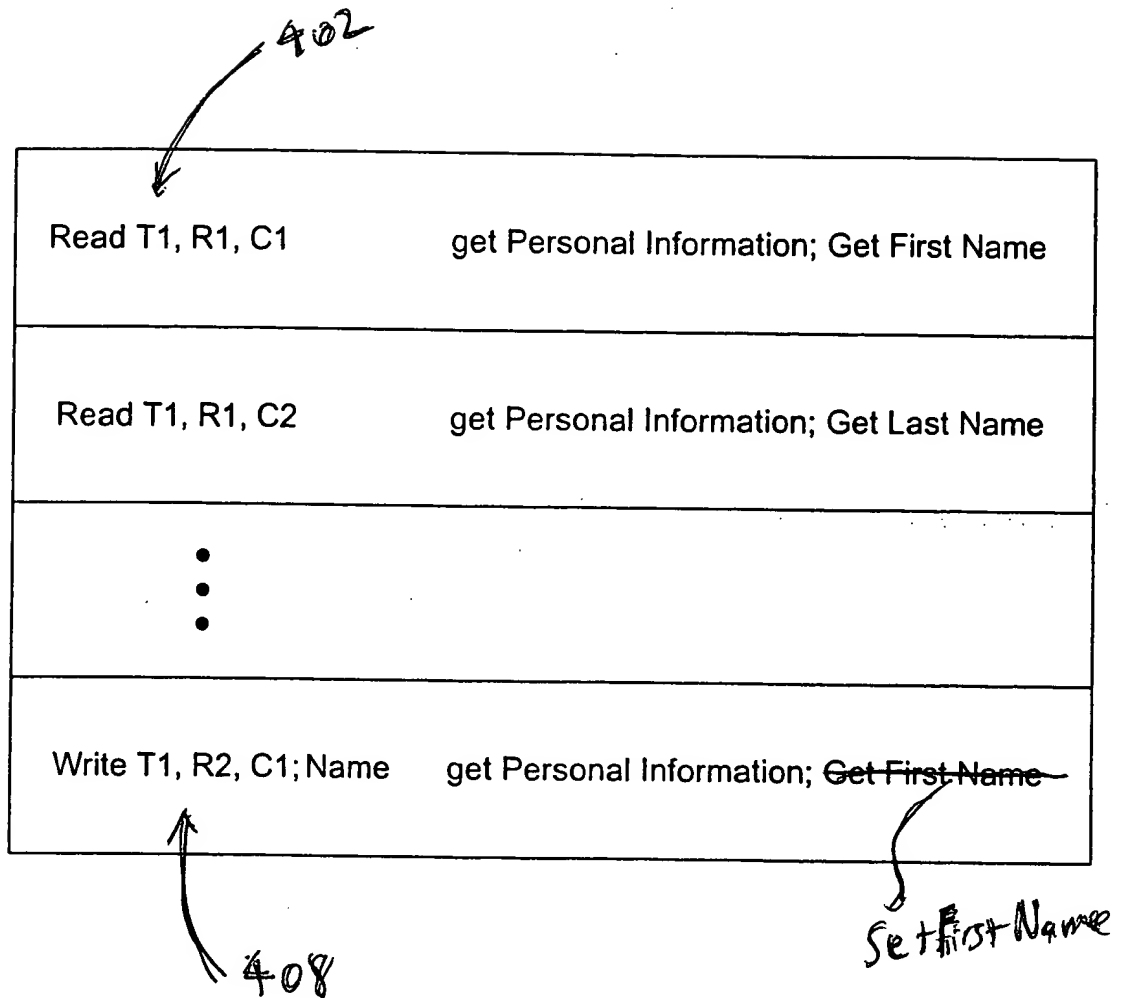 402
Read T1, R1, C1 get Personal Information; Get First Name
Read T1, R1, C2 get Personal Information; Get Last Name
Write T1, R2, C1; Name get Personal Information; Get First Name
Set First Name
408